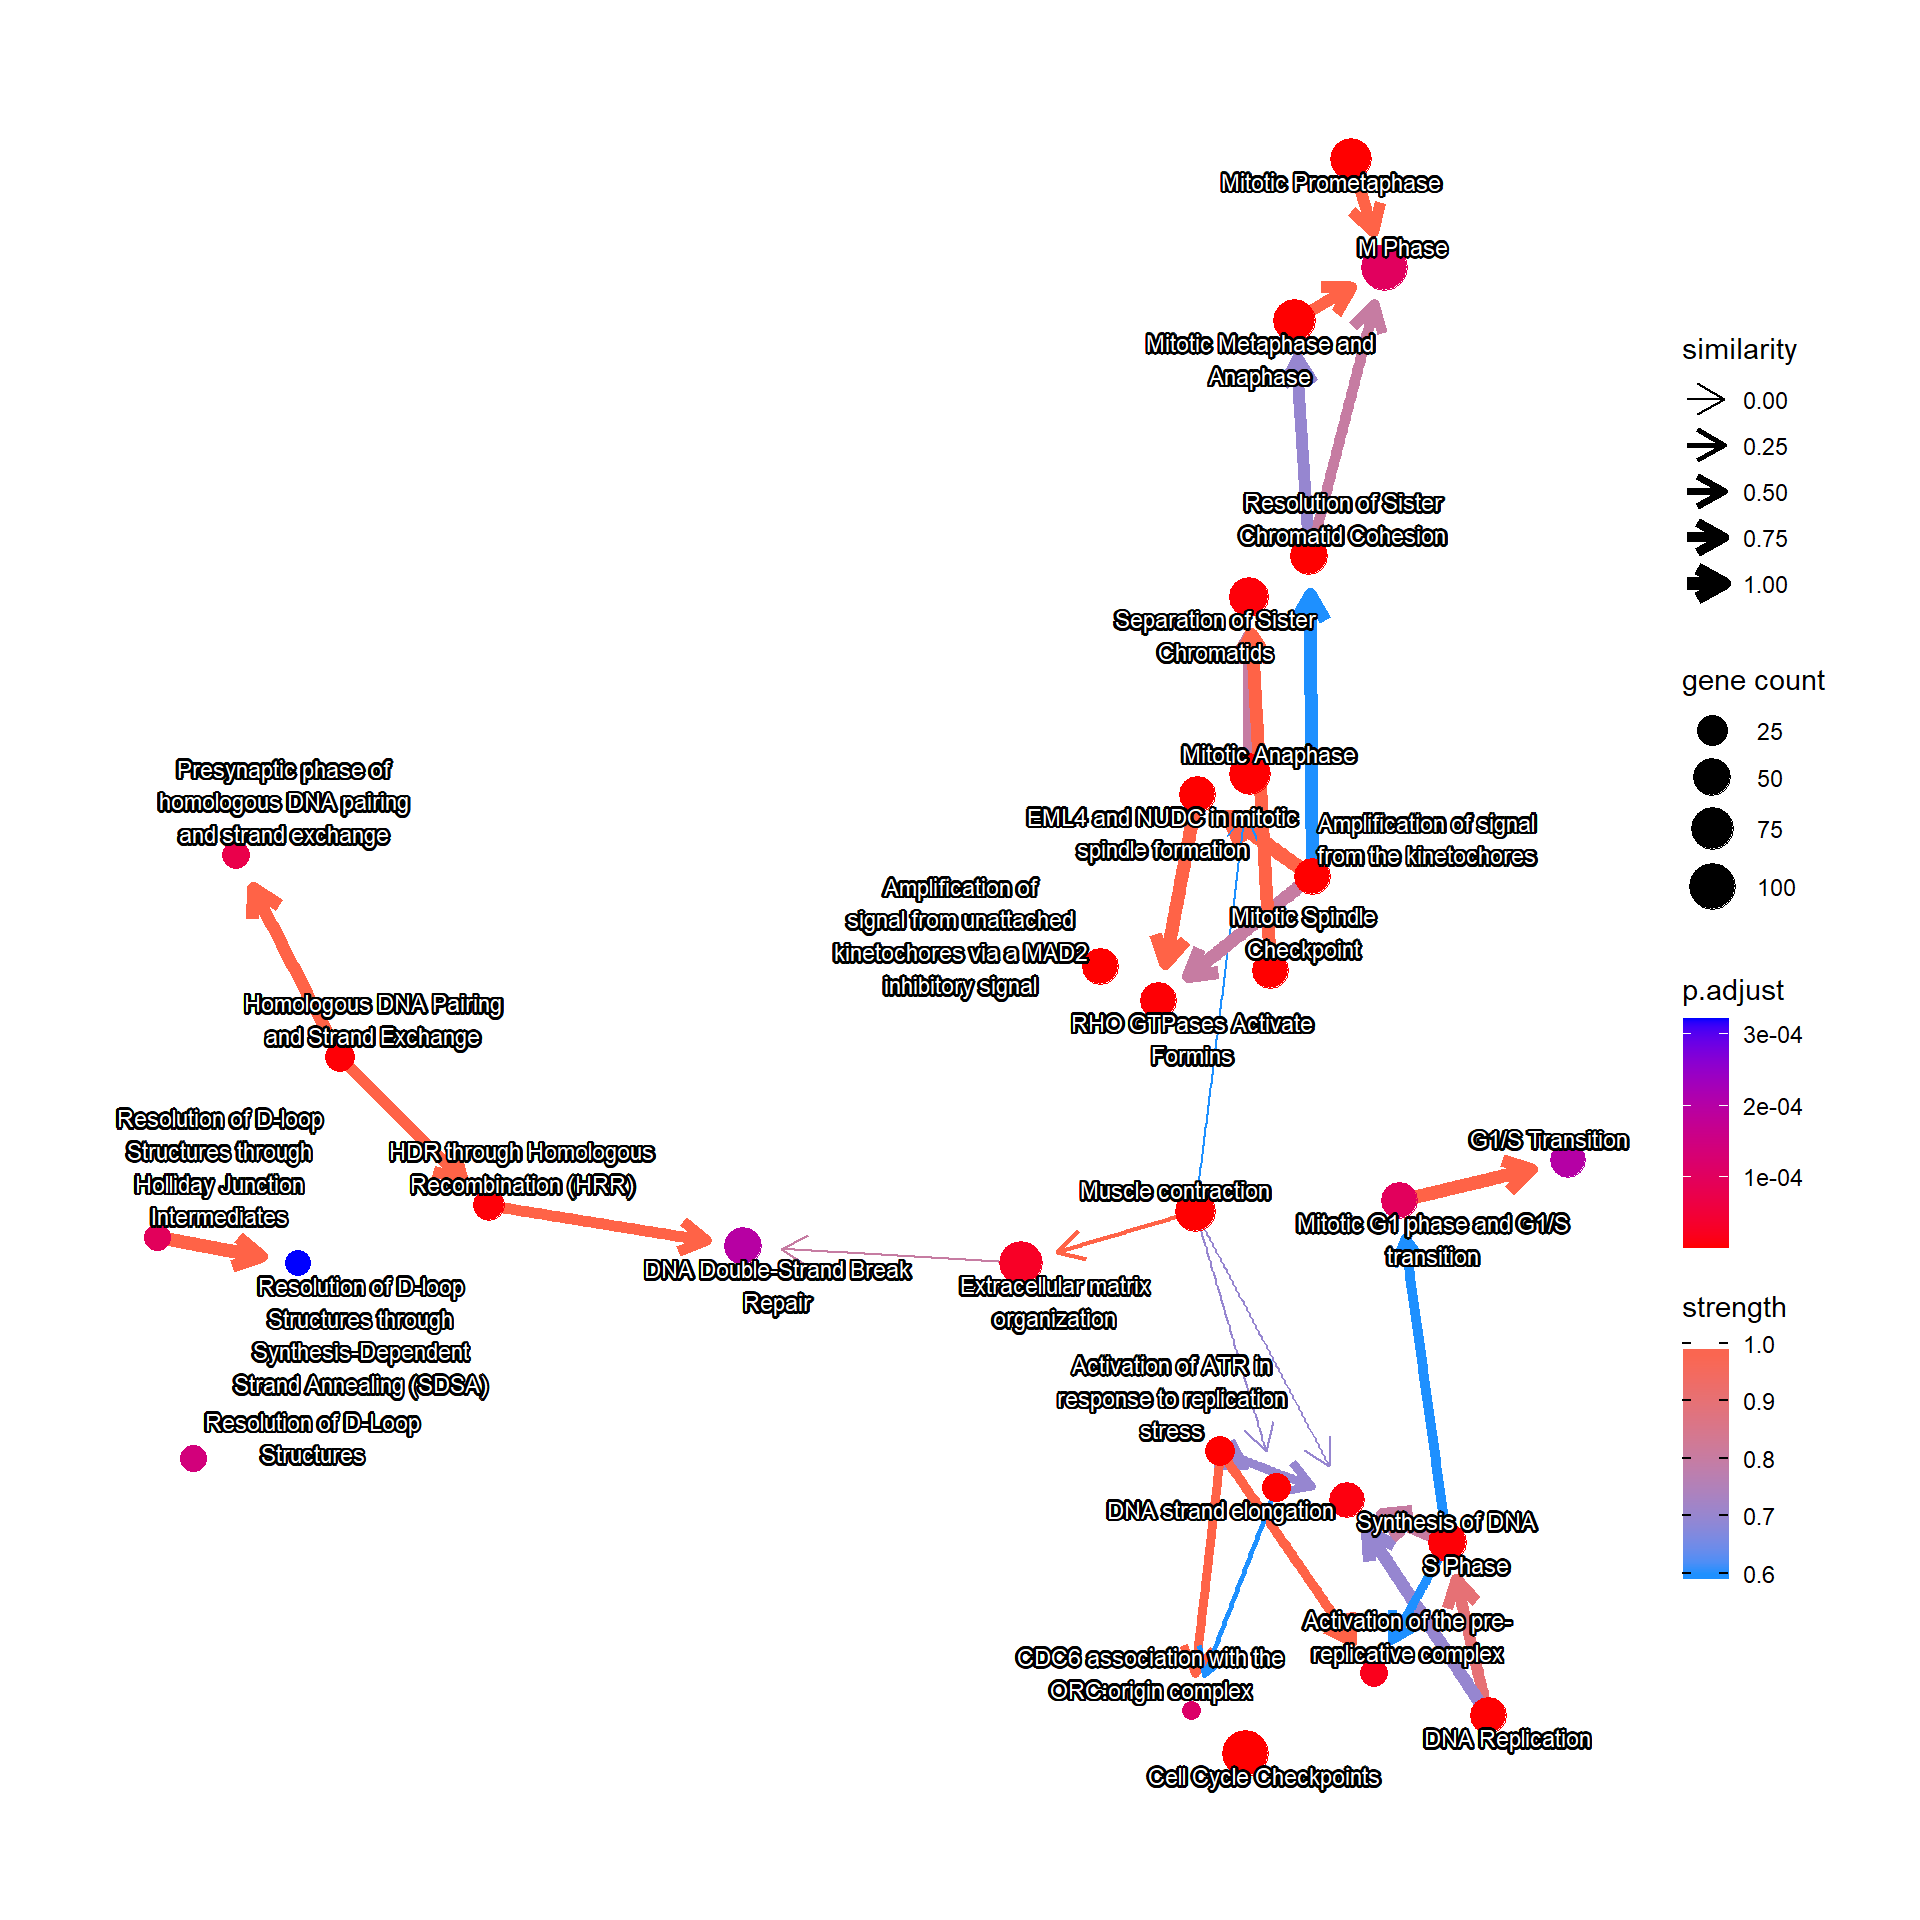 Mitotic Prometaphase
M Phase
Mitotic Metaphase and
Anaphase
Resolution of Sister
Chromatid Cohesion
Separation of Sister
Chromatids
Mitotic Anaphase
EML4 and NUDC in mitotic
spindle formation
Amplification of signal
from the kinetochores
Amplification of
signal from unattached
kinetochores via a MAD2
inhibitory signal
Mitotic Spindle
Checkpoint
RHO GTPases Activate
Formins
Presynaptic phase of
homologous DNA pairing
and strand exchange
Homologous DNA Pairing
and Strand Exchange
Resolution of D-loop
Structures through
Holliday Junction
Intermediates
HDR through Homologous
Recombination (HRR)
Resolution of D-loop
Structures through
Synthesis-Dependent
Strand Annealing (SDSA)
Resolution of D-Loop
Structures
DNA Double-Strand Break
Repair
Muscle contraction
Extracellular matrix
organization
G1/S Transition
Mitotic G1 phase and G1/S
transition
Activation of ATR in
response to replication
stress
DNA strand elongation
Synthesis of DNA
S Phase
Activation of the pre-
replicative complex
CDC6 association with the
ORC:origin complex
DNA Replication
Cell Cycle Checkpoints
similarity
0.00
0.25
0.50
0.75
1.00
gene count
25
50
75
100
p.adjust
3e-04
2e-04
1e-04
strength
1.0
0.9
0.8
0.7
0.6